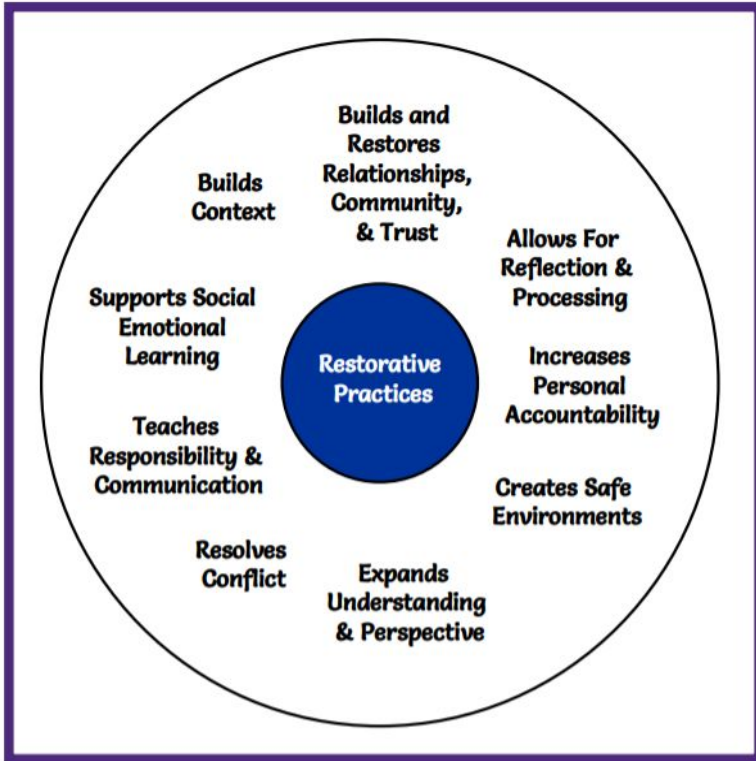 Builds and
Restores
Relationships,
Community,
& Trust
Allows For
Reflection &
Processing
Increases
Personal
Accountability
Creates Safe
Environments
Expands
Understanding
& Perspective
Resolves
Conflict
Teaches
Responsibility &
Communication
Supports Social
Emotional
Learning
Builds
Context
Restorative
Practices